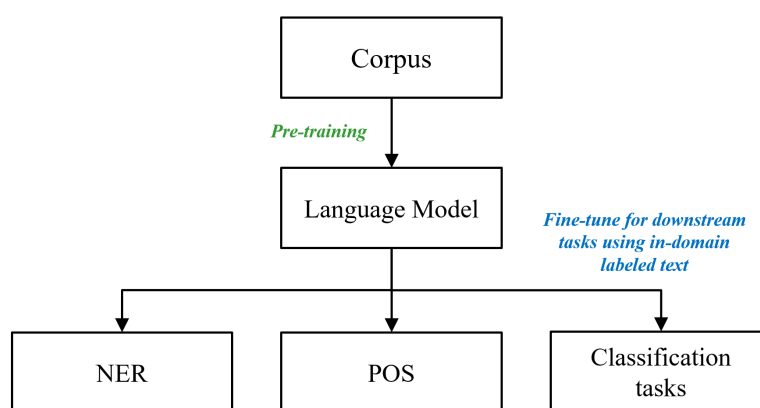 Corpus
Pre-training
Language Model
Fine-tune for downstream
tasks using in-domain
labeled text
NER
POS
Classification
tasks